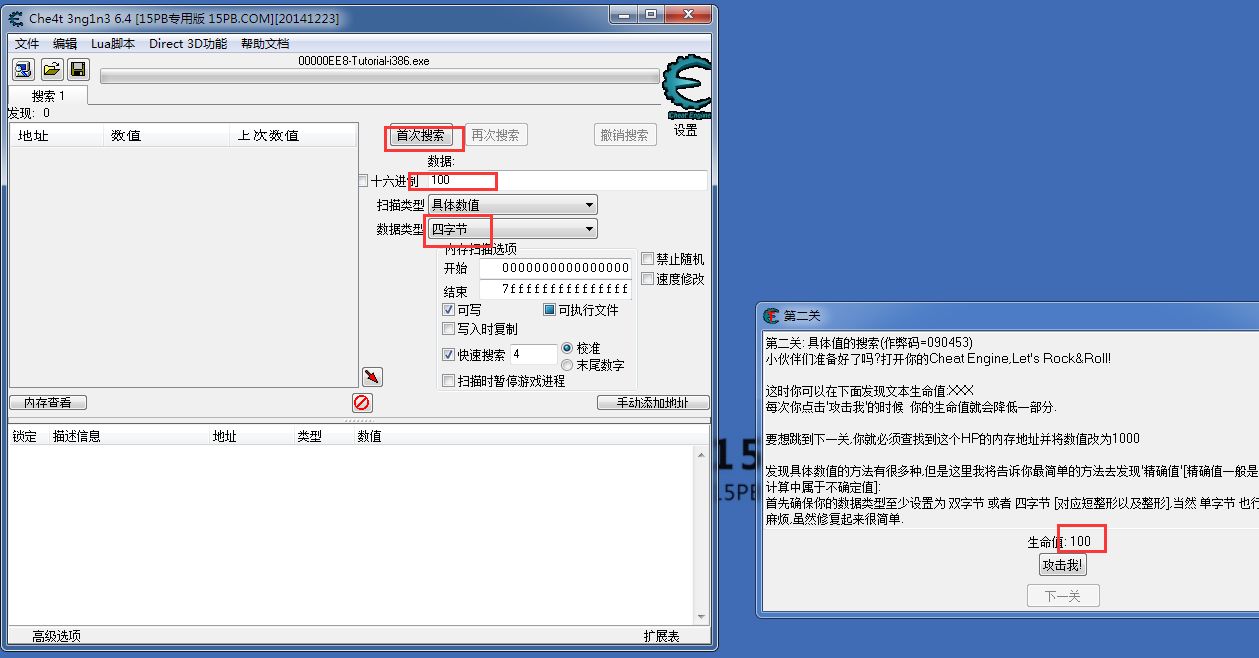 Che4t 3ng1n3 6.4 [15PB专用版 15PB.COM][20141223]
文件 编辑 Lua脚本 Direct 3D功能 帮助文档
00000EE8-Tutorial-i386.exe
搜索 1
发现: 0
地址 数值 上次数值
Cheat Engine
设置
首次搜索 再次搜索 撤销搜索
数据:
十六进制 100
扫描类型 具体数值
数据类型 四字节
内存扫描选项
开始 0000000000000000
结束 7fffffffffffffff
禁止随机
速度修改
可写 可执行文件
写入时复制
快速搜索 4 校准
末尾数字
扫描时暂停游戏进程
内存查看 手动添加地址
锁定 描述信息 地址 类型 数值
高级选项 扩展表
15
15PB
第二关
第二关: 具体值的搜索(作弊码=090453)
小伙伴们准备好了吗?打开你的Cheat Engine,Let's Rock&Roll!
这时你可以在下面发现文本生命值:XXX
每次你点击'攻击我'的时候 你的生命值就会降低一部分.
要想跳到下一关,你就必须查找到这个HP的内存地址并将数值改为1000
发现具体数值的方法有很多种,但是这里我将告诉你最简单的方法去发现'精确值'[精确值一般是
计算中属于不确定值]:
首先确保你的数据类型至少设置为 双字节 或者 四字节 [对应短整形以及整形].当然 单字节 也行
麻烦,虽然修复起来很简单.
生命值: 100
攻击我!
下一关